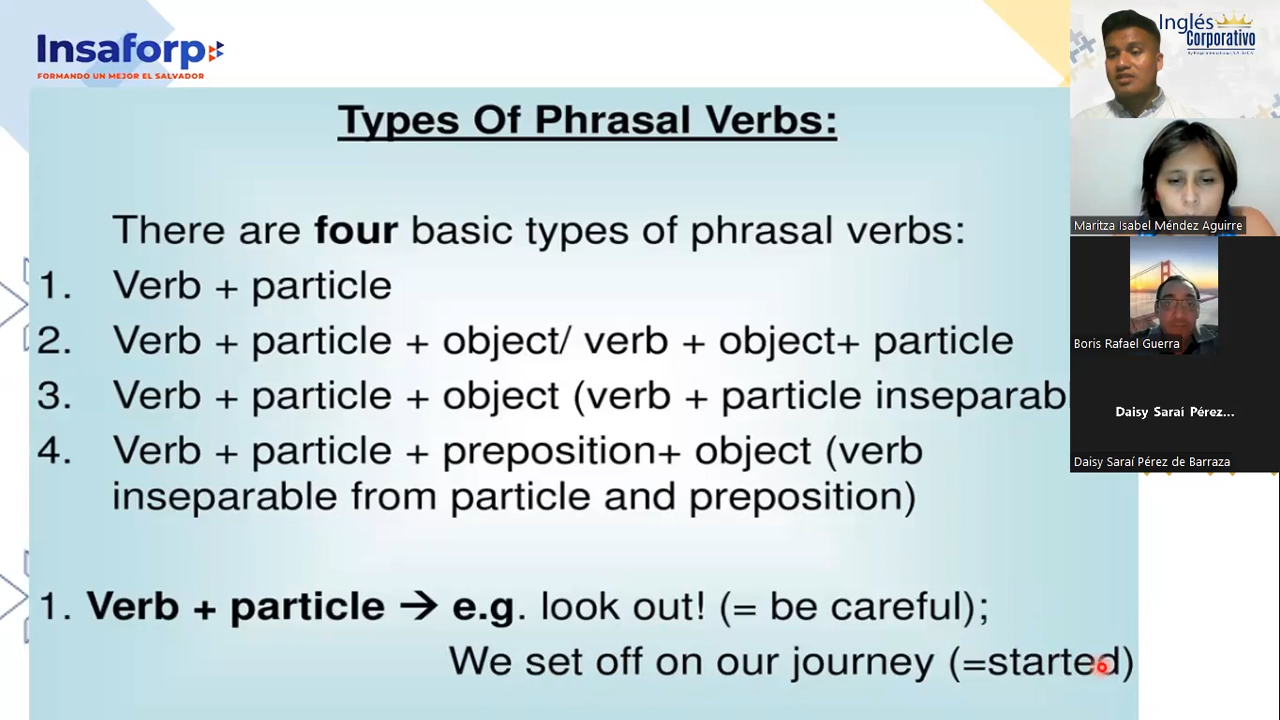 Insaforp
FORMANDO UN MEJOR EL SALVADOR
Inglés
Corporativo
Types Of Phrasal Verbs:
There are four basic types of phrasal verbs:
1. Verb + particle
2. Verb + particle + object/ verb + object+ particle
3. Verb + particle + object (verb + particle inseparab
4. Verb + particle + preposition+ object (verb
inseparable from particle and preposition)
1. Verb + particle → e.g. look out! (= be careful);
We set off on our journey (=started)
Maritza Isabel Méndez Aguirre
Boris Rafael Guerra
Daisy Saraí Pérez...
Daisy Saraí Pérez de Barraza